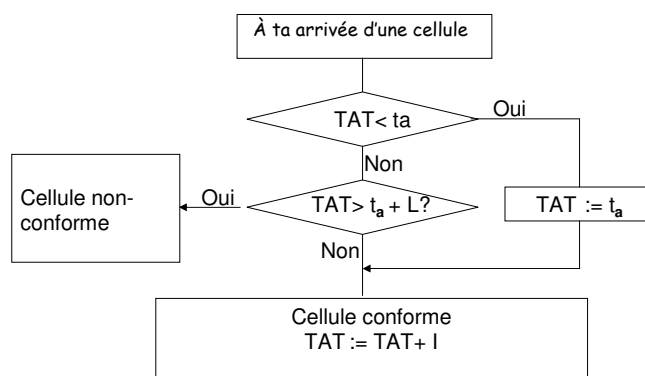 À ta arrivée d'une cellule
TAT< ta
Oui
Non
Cellule non-
conforme
Oui
TAT> ta + L?
TAT := ta
Non
Cellule conforme
TAT := TAT+ I